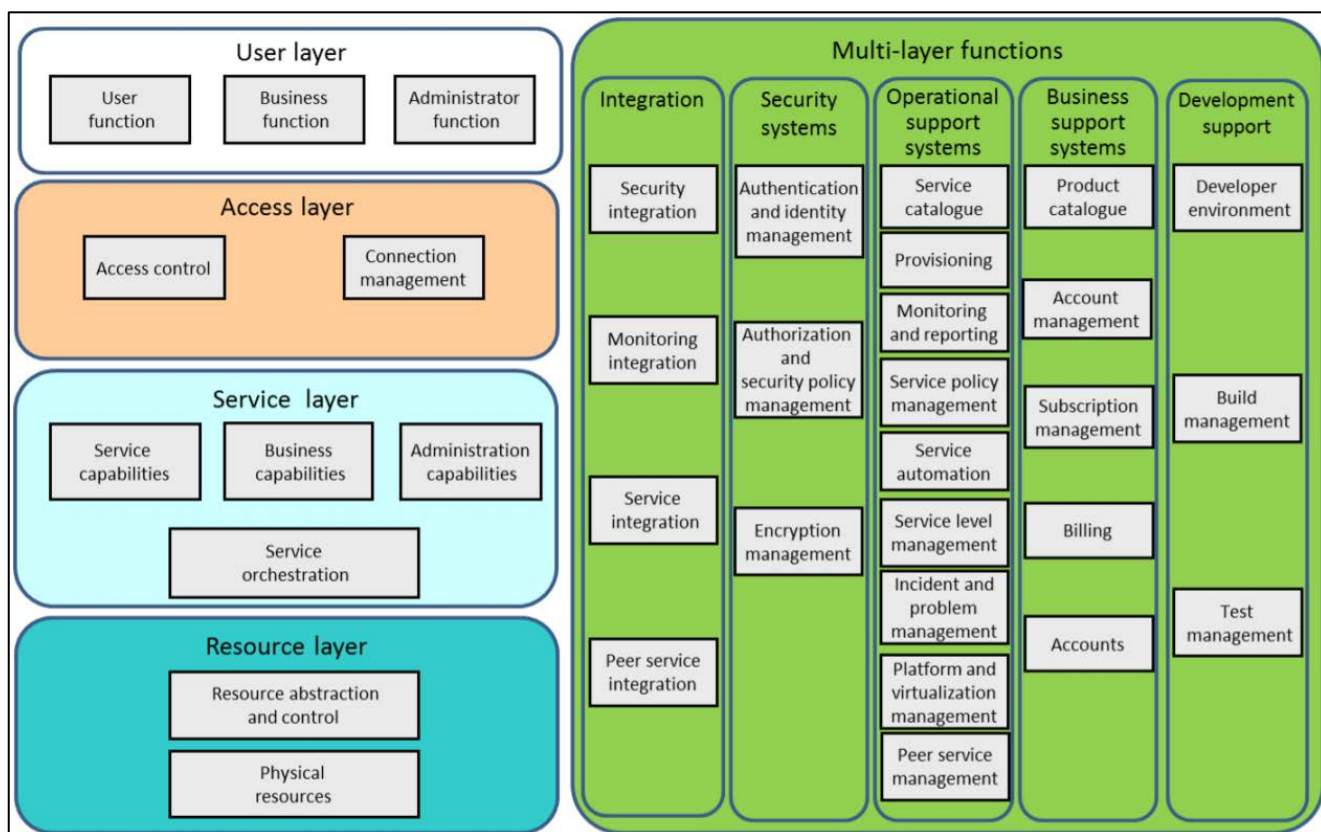 User layer
User
function
Business
function
Administrator
function
Access layer
Access control
Connection
management
Service layer
Service
capabilities
Business
capabilities
Administration
capabilities
Service
orchestration
Resource layer
Resource abstraction
and control
Physical
resources
Multi-layer functions
Integration
Security
integration
Monitoring
integration
Service
integration
Peer service
integration
Security
systems
Authentication
and identity
management
Authorization
and
security policy
management
Encryption
management
Operational
support
systems
Service
catalogue
Provisioning
Monitoring
and reporting
Service policy
management
Service
automation
Service level
management
Incident and
problem
management
Platform and
virtualization
management
Peer service
management
Business
support
systems
Product
catalogue
Account
management
Subscription
management
Billing
Accounts
Development
support
Developer
environment
Build
management
Test
management